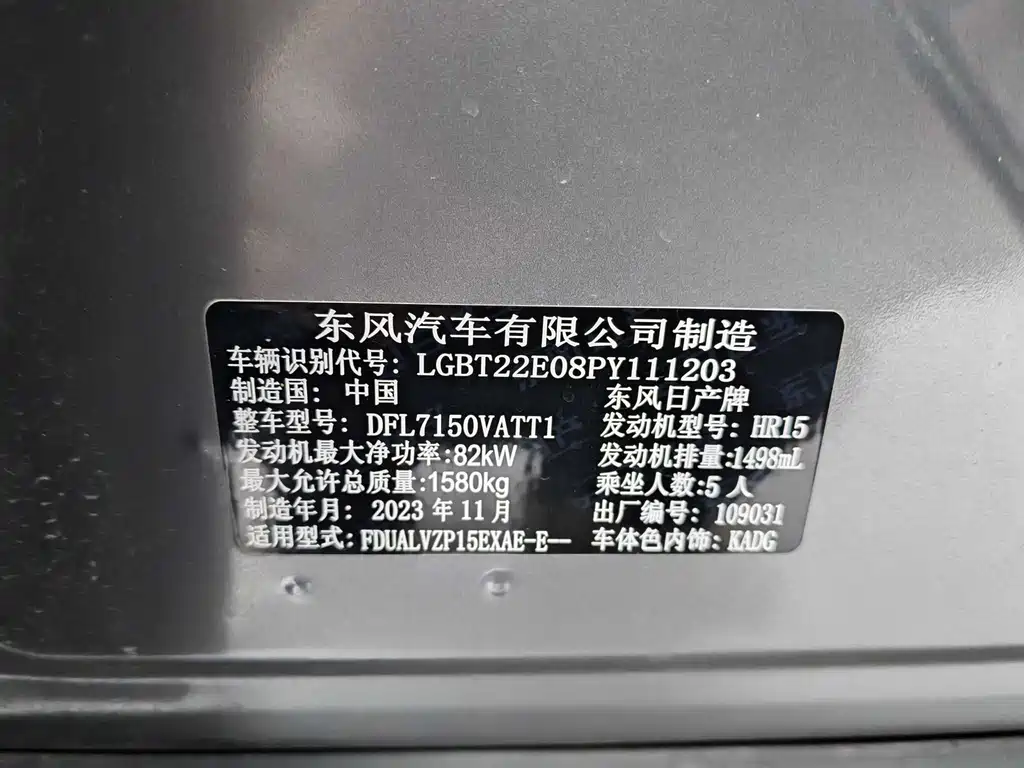 东风汽车有限公司制造
车辆识别代号: LGBT22E08PY111203
制造国: 中国 东风日产牌
整车型号: DFL7150VATT1 发动机型号: HR15
发动机最大净功率:82kW 发动机排量:1498mL
最大允许总质量:1580kg 乘坐人数:5 人
制造年月: 2023 年 11 月 出厂编号: 109031
适用型式: FDUALVZP15EXAE-E-- 车体色内饰: KADG